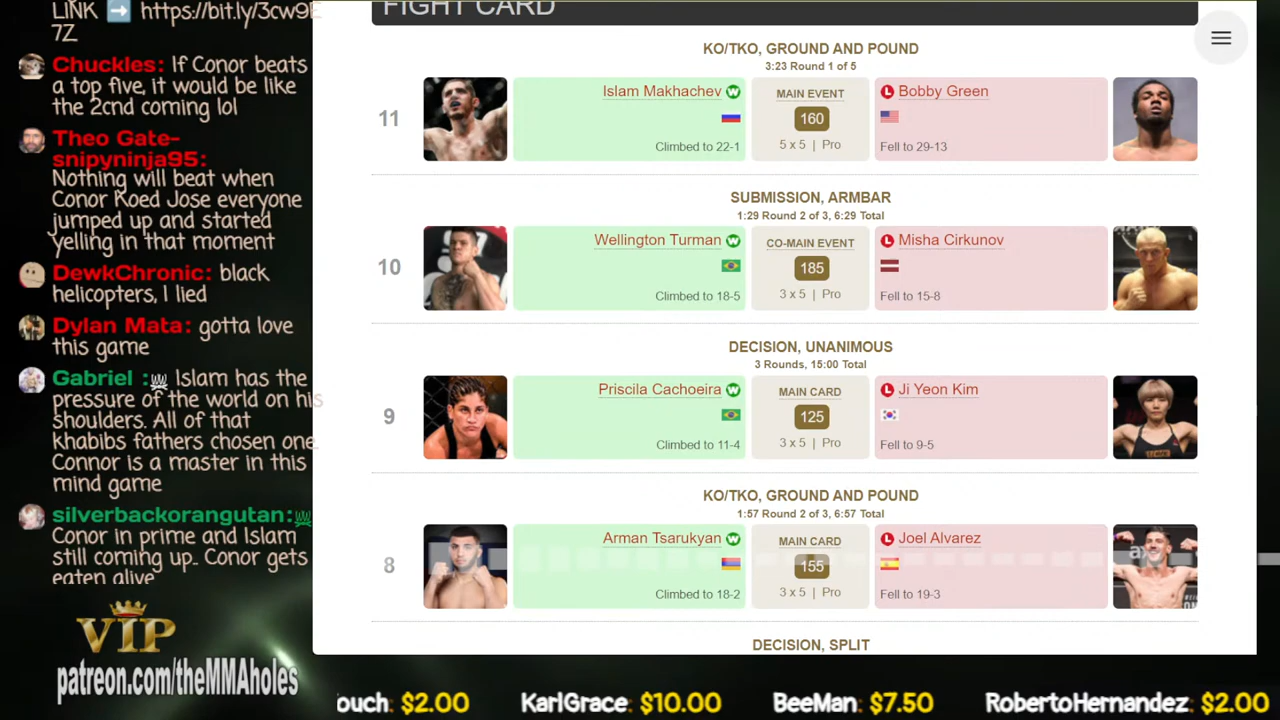 LINK ➡ https://bit.ly/3cw9E
7Z
Chuckles: If Conor beats
a top five, it would be like
the 2cnd coming lol
Theo Gate-
snipyninja95:
Nothing will beat when
Conor Koed Jose everyone
jumped up and started
yelling in that moment
DewkChronic: black
helicopters, I lied
Dylan Mata: gotta love
this game
Gabriel : Islam has the
pressure of the world on his
shoulders. All of that
khabibs fathers chosen one.
Connor is a master in this
mind game
silverbackorangutan:
Conor in prime and Islam
still coming up.. Conor gets
eaten alive
VIP
patreon.com/theMMAholes
FIGHT CARD
KO/TKO, GROUND AND POUND
3:23 Round 1 of 5
11
Islam Makhachev W
Climbed to 22-1
MAIN EVENT
160
5 x 5 | Pro
L Bobby Green
Fell to 29-13
SUBMISSION, ARMBAR
1:29 Round 2 of 3, 6:29 Total
10
Wellington Turman W
Climbed to 18-5
CO-MAIN EVENT
185
3 x 5 | Pro
L Misha Cirkunov
Fell to 15-8
DECISION, UNANIMOUS
3 Rounds, 15:00 Total
9
Priscila Cachoeira W
Climbed to 11-4
MAIN CARD
125
3 x 5 | Pro
L Ji Yeon Kim
Fell to 9-5
KO/TKO, GROUND AND POUND
1:57 Round 2 of 3, 6:57 Total
8
Arman Tsarukyan W
Climbed to 18-2
MAIN CARD
155
3 x 5 | Pro
L Joel Alvarez
Fell to 19-3
DECISION, SPLIT
ouch: $2.00 KarlGrace: $10.00 BeeMan: $7.50 RobertoHernandez: $2.00